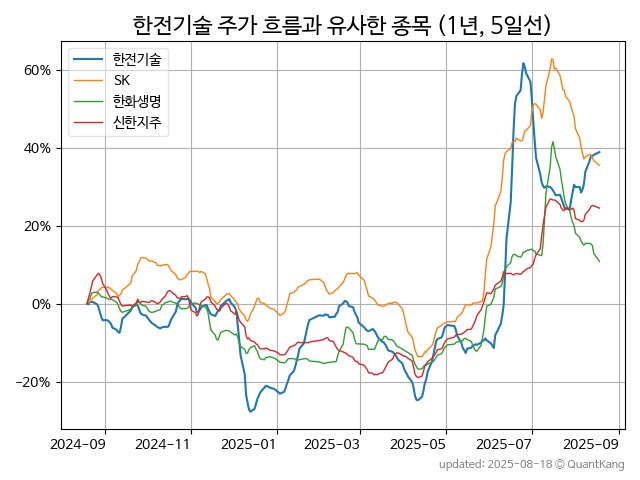 한전기술 주가 흐름과 유사한 종목 (1년, 5일선)
한전기술
SK
한화생명
신한지주
60%
40%
20%
0%
−20%
2024-09 2024-11 2025-01 2025-03 2025-05 2025-07 2025-09
updated: 2025-08-18 © QuantKang